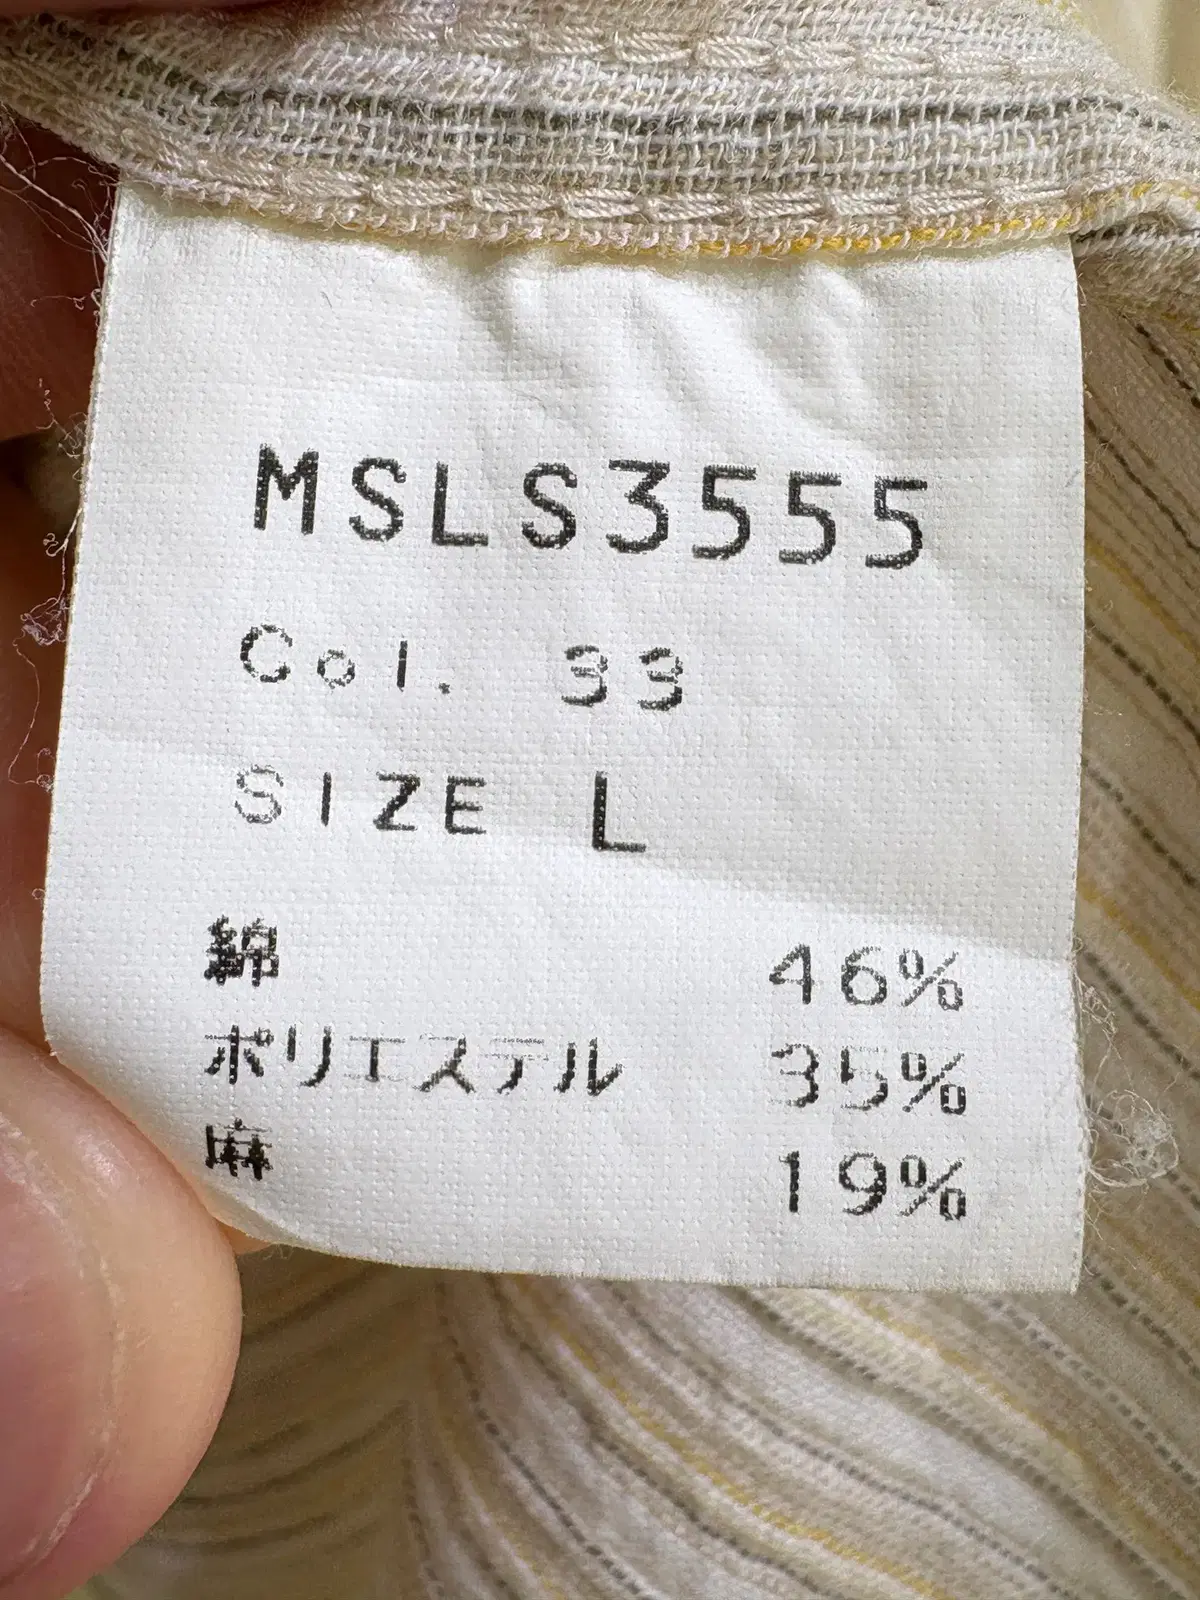 MSLS3555
Col. 33
SIZE L
綿 46%
ポリエステル 35%
麻 19%